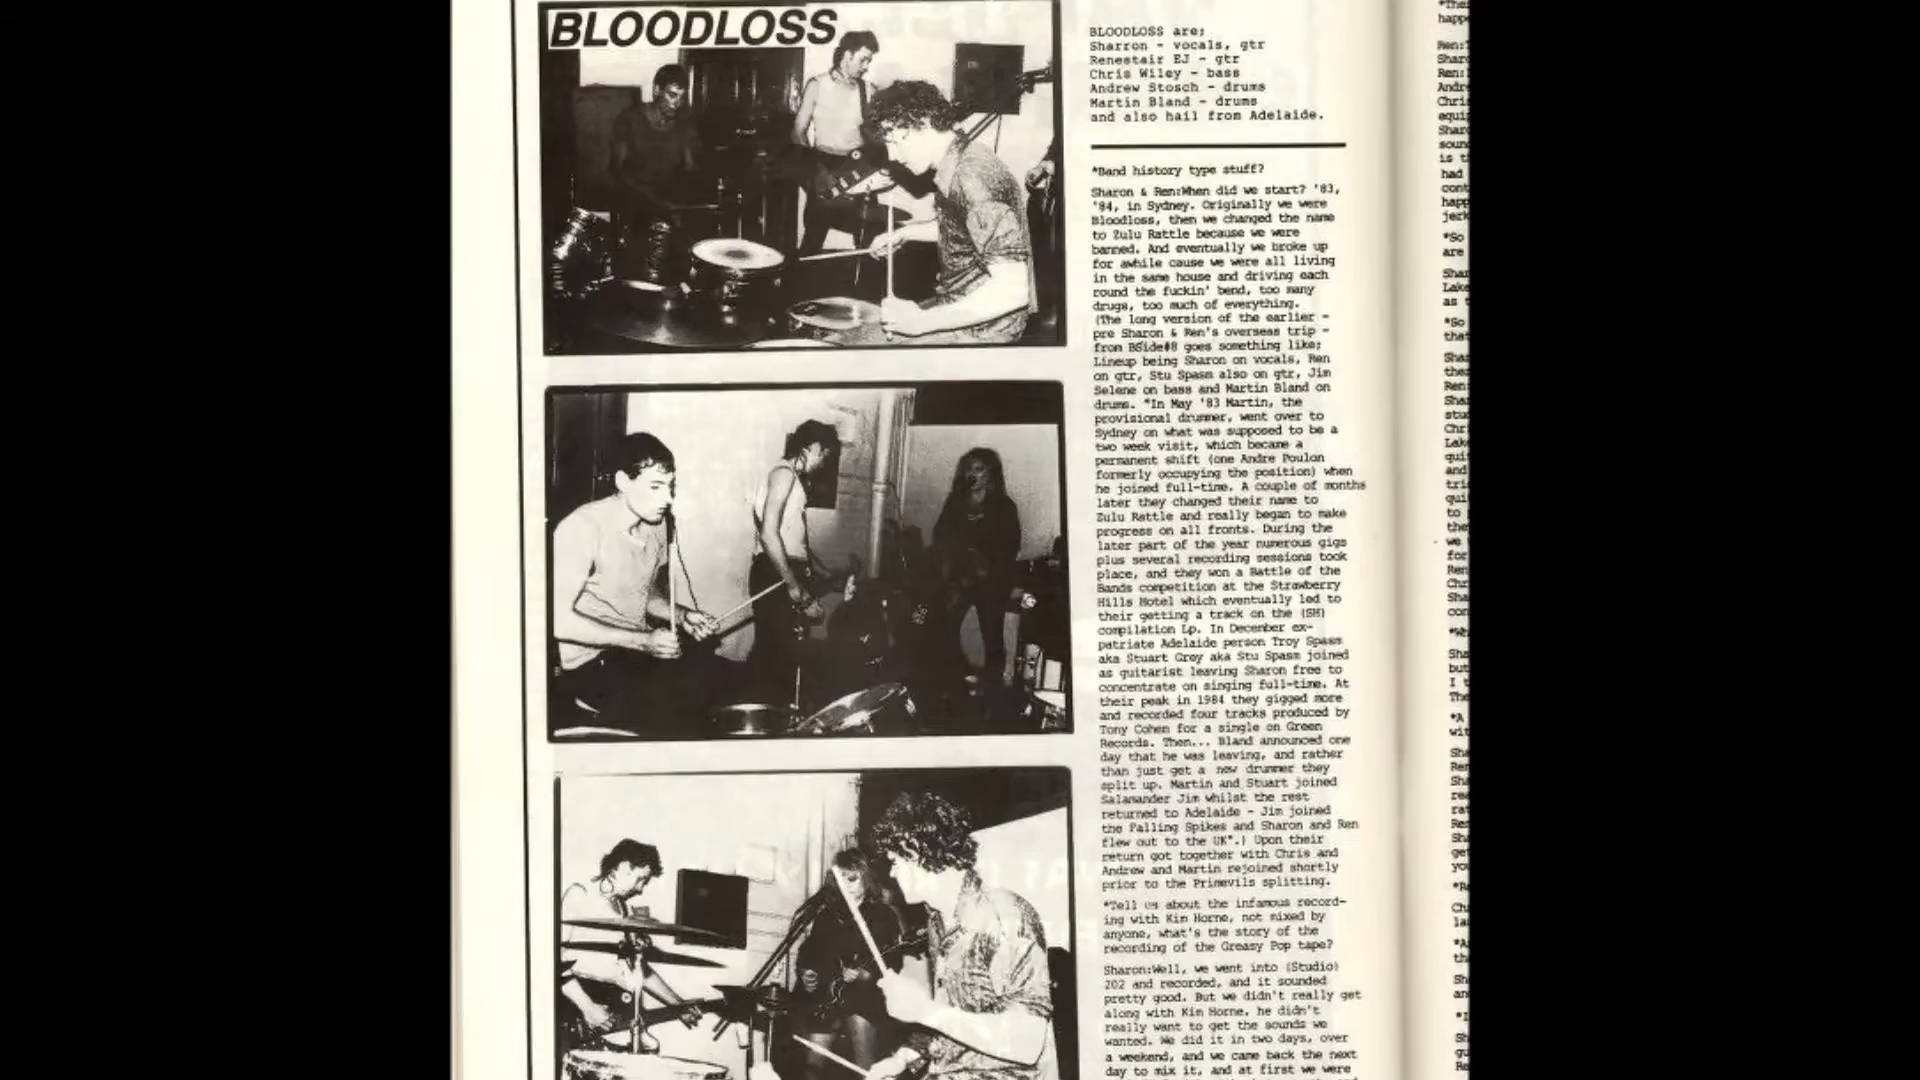 BLOODLOSS
BLOODLOSS are;
Sharron - vocals, gtr
Renestair EJ - gtr
Chris Wiley - bass
Andrew Stosch - drums
Martin Bland - drums
and also hail from Adelaide.
*Band history type stuff?
Sharon & Ren:When did we start? '83,
'84, in Sydney. Originally we were
Bloodloss, then we changed the name
to Zulu Rattle because we were
banned. And eventually we broke up
for awhile cause we were all living
in the same house and driving each
round the fuckin' bend, too many
drugs, too much of everything.
(The long version of the earlier -
pre Sharon & Ren's overseas trip -
from BSide#8 goes something like;
Lineup being Sharon on vocals, Ren
on gtr, Stu Spasm also on gtr, Jim
Selene on bass and Martin Bland on
drums. "In May '83 Martin, the
provisional drummer, went over to
Sydney on what was supposed to be a
two week visit, which became a
permanent shift (one Andre Poulon
formerly occupying the position) when
he joined full-time. A couple of months
later they changed their name to
Zulu Rattle and really began to make
progress on all fronts. During the
later part of the year numerous gigs
plus several recording sessions took
place, and they won a Battle of the
Bands competition at the Strawberry
Hills Hotel which eventually led to
their getting a track on the (SH)
compilation Lp. In December ex-
patriate Adelaide person Troy Spasm
aka Stuart Grey aka Stu Spasm joined
as guitarist leaving Sharon free to
concentrate on singing full-time. At
their peak in 1984 they gigged more
and recorded four tracks produced by
Tony Cohen for a single on Green
Records. Then... Bland announced one
day that he was leaving, and rather
than just get a new drummer they
split up. Martin and Stuart joined
Salamander Jim whilst the rest
returned to Adelaide - Jim joined
the Falling Spikes and Sharon and Ren
flew out to the UK".) Upon their
return got together with Chris and
Andrew and Martin rejoined shortly
prior to the Primevils splitting.
*Tell us about the infamous record-
ing with Kim Horne, not mixed by
anyone, what's the story of the
recording of the Greasy Pop tape?
Sharon:Well, we went into (Studio)
202 and recorded, and it sounded
pretty good. But we didn't really get
along with Kim Horne, he didn't
really want to get the sounds we
wanted. We did it in two days, over
a weekend, and we came back the next
day to mix it, and at first we were